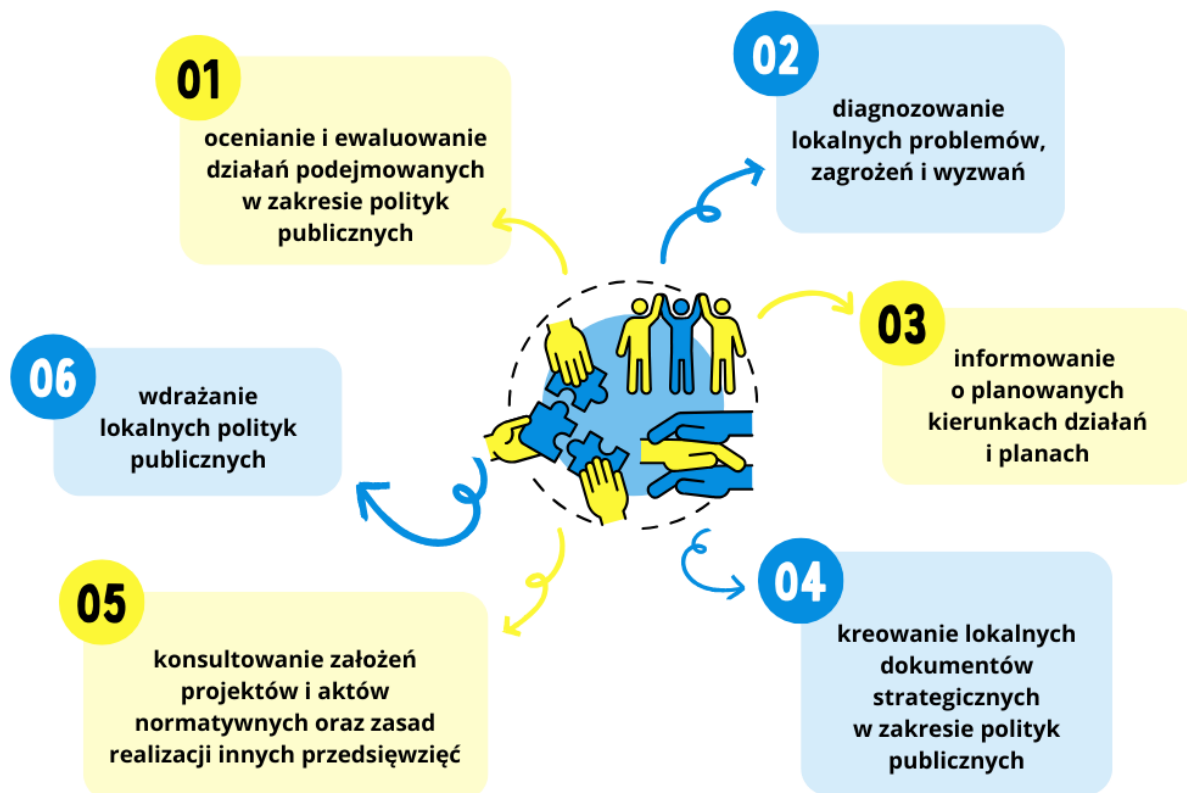 01
ocenianie i ewaluowanie
działań podejmowanych
w zakresie polityk
publicznych
02
diagnozowanie
lokalnych problemów,
zagrożeń i wyzwań
03
informowanie
o planowanych
kierunkach działań
i planach
04
kreowanie lokalnych
dokumentów
strategicznych
w zakresie polityk
publicznych
05
konsultowanie założeń
projektów i aktów
normatywnych oraz zasad
realizacji innych przedsięwzięć
06
wdrażanie
lokalnych polityk
publicznych